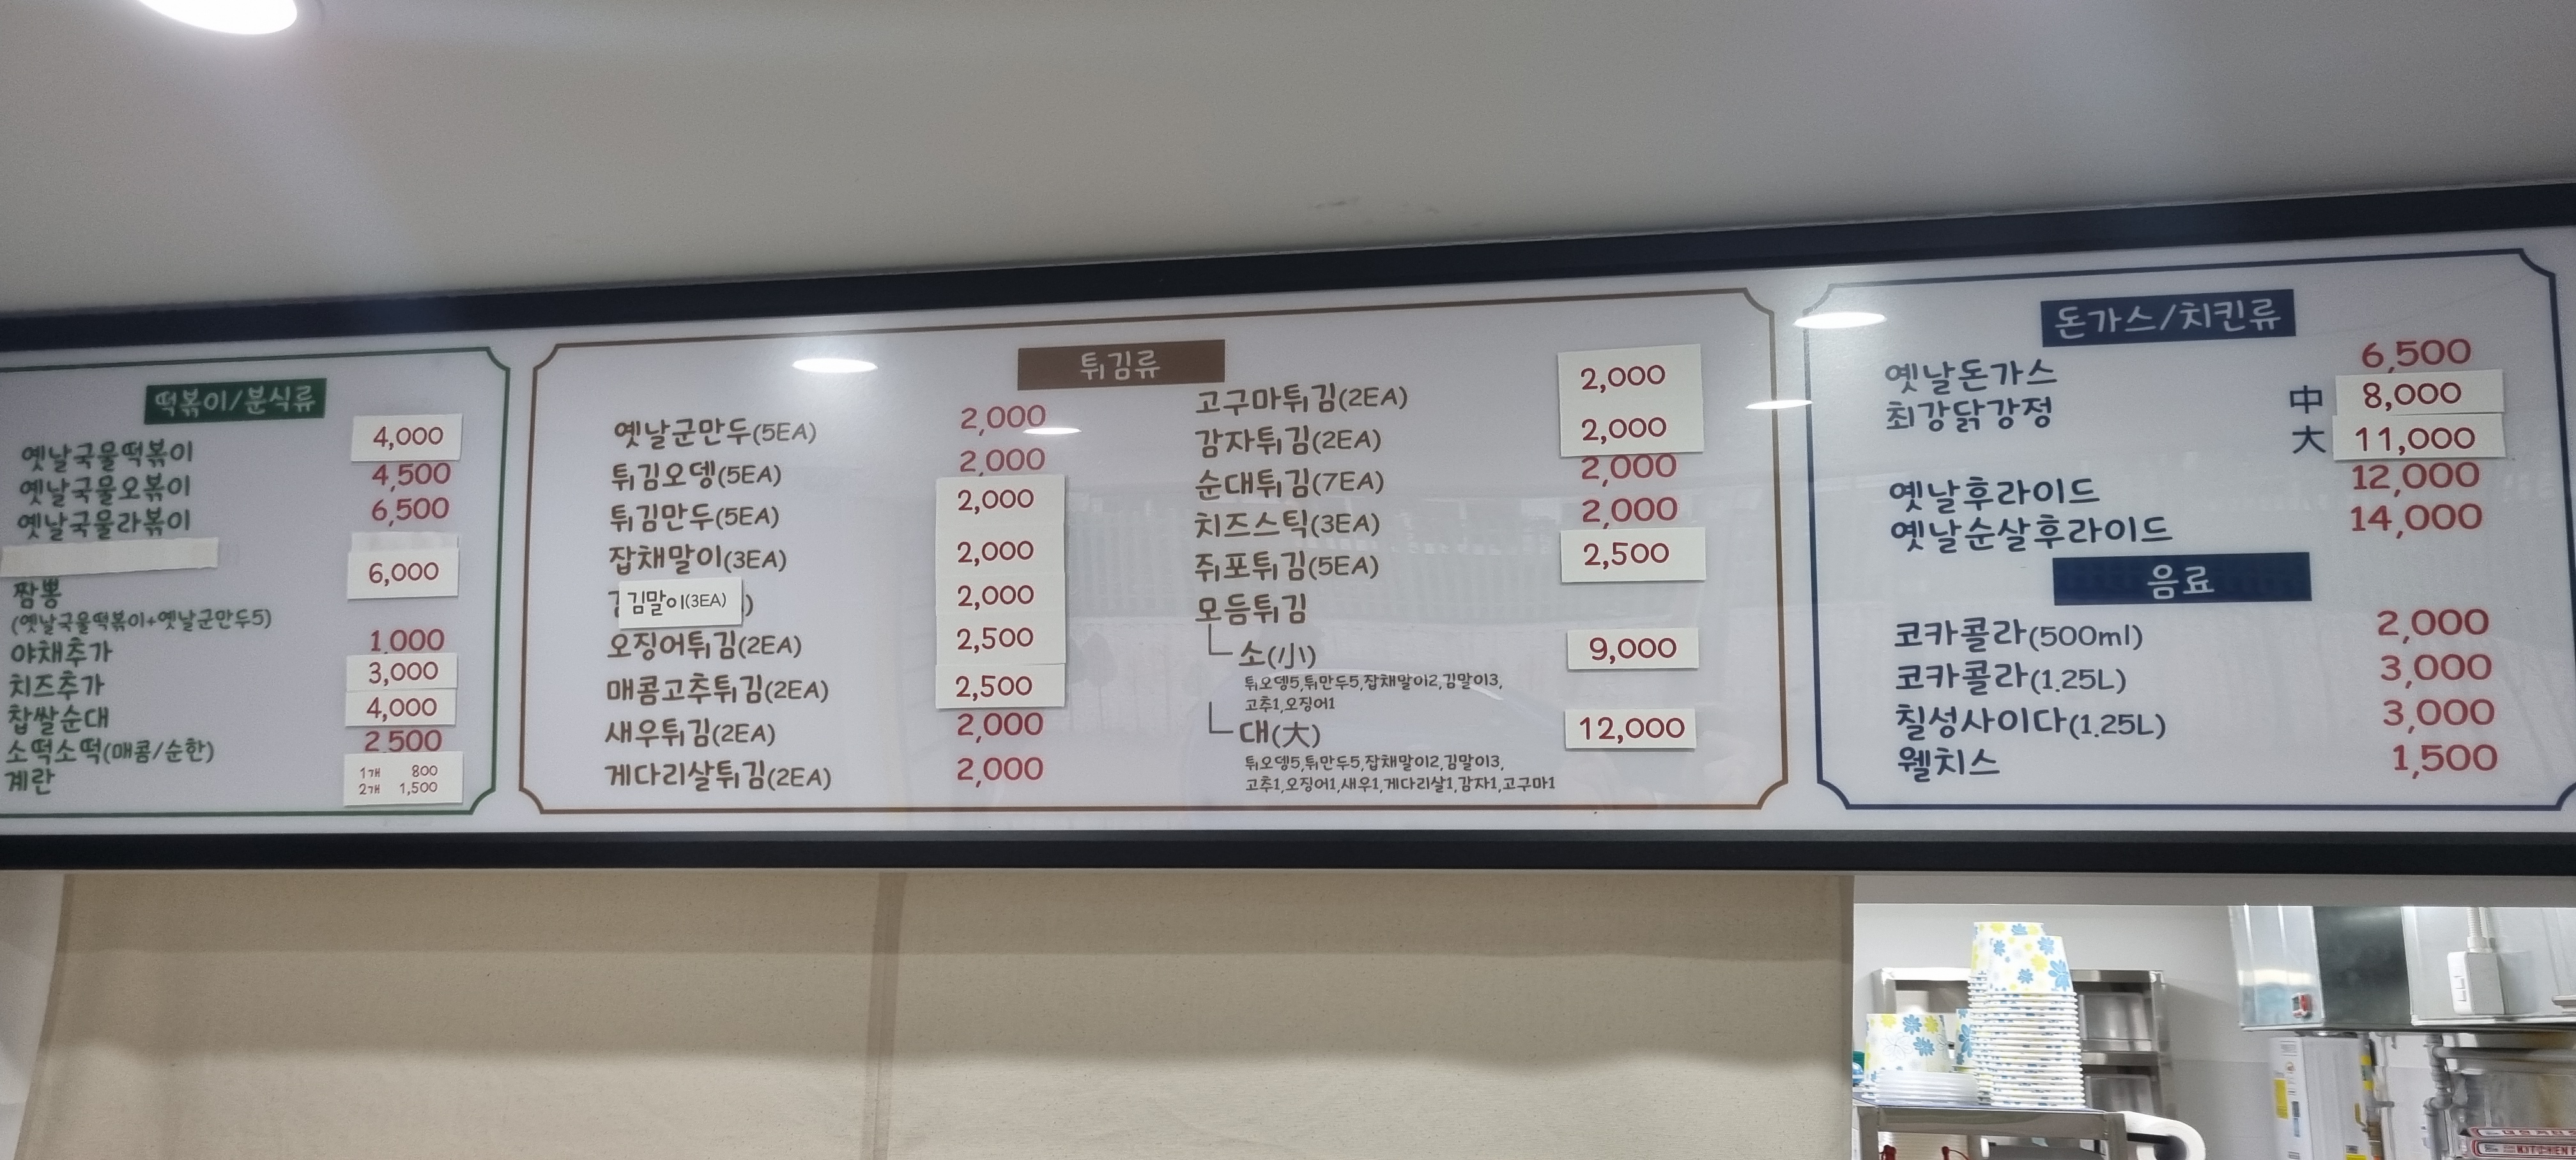 떡볶이/분식류
옛날국물떡볶이 4,000
옛날국물오볶이 4,500
옛날국물라볶이 6,500
짬뽕 6,000
(옛날국물떡볶이+옛날군만두5)
야채추가 1,000
치즈추가 3,000
찹쌀순대 4,000
소떡소떡(매콤/순한) 2,500
계란 1개 800
2개 1,500
튀김류
옛날군만두(5EA) 2,000
튀김오뎅(5EA) 2,000
튀김만두(5EA) 2,000
잡채말이(3EA) 2,000
김말이(3EA) 2,000
오징어튀김(2EA) 2,500
매콤고추튀김(2EA) 2,500
새우튀김(2EA) 2,000
게다리살튀김(2EA) 2,000
고구마튀김(2EA) 2,000
감자튀김(2EA) 2,000
순대튀김(7EA) 2,000
치즈스틱(3EA) 2,000
쥐포튀김(5EA) 2,500
모듬튀김
소(小) 9,000
튀오뎅5,튀만두5,잡채말이2,김말이3,
고추1,오징어1
대(大) 12,000
튀오뎅5,튀만두5,잡채말이2,김말이3,
고추1,오징어1,새우1,게다리살1,감자1,고구마1
돈가스/치킨류
옛날돈가스 6,500
최강닭강정 中 8,000
大 11,000
옛날후라이드 12,000
옛날순살후라이드 14,000
음료
코카콜라(500ml) 2,000
코카콜라(1.25L) 3,000
칠성사이다(1.25L) 3,000
웰치스 1,500